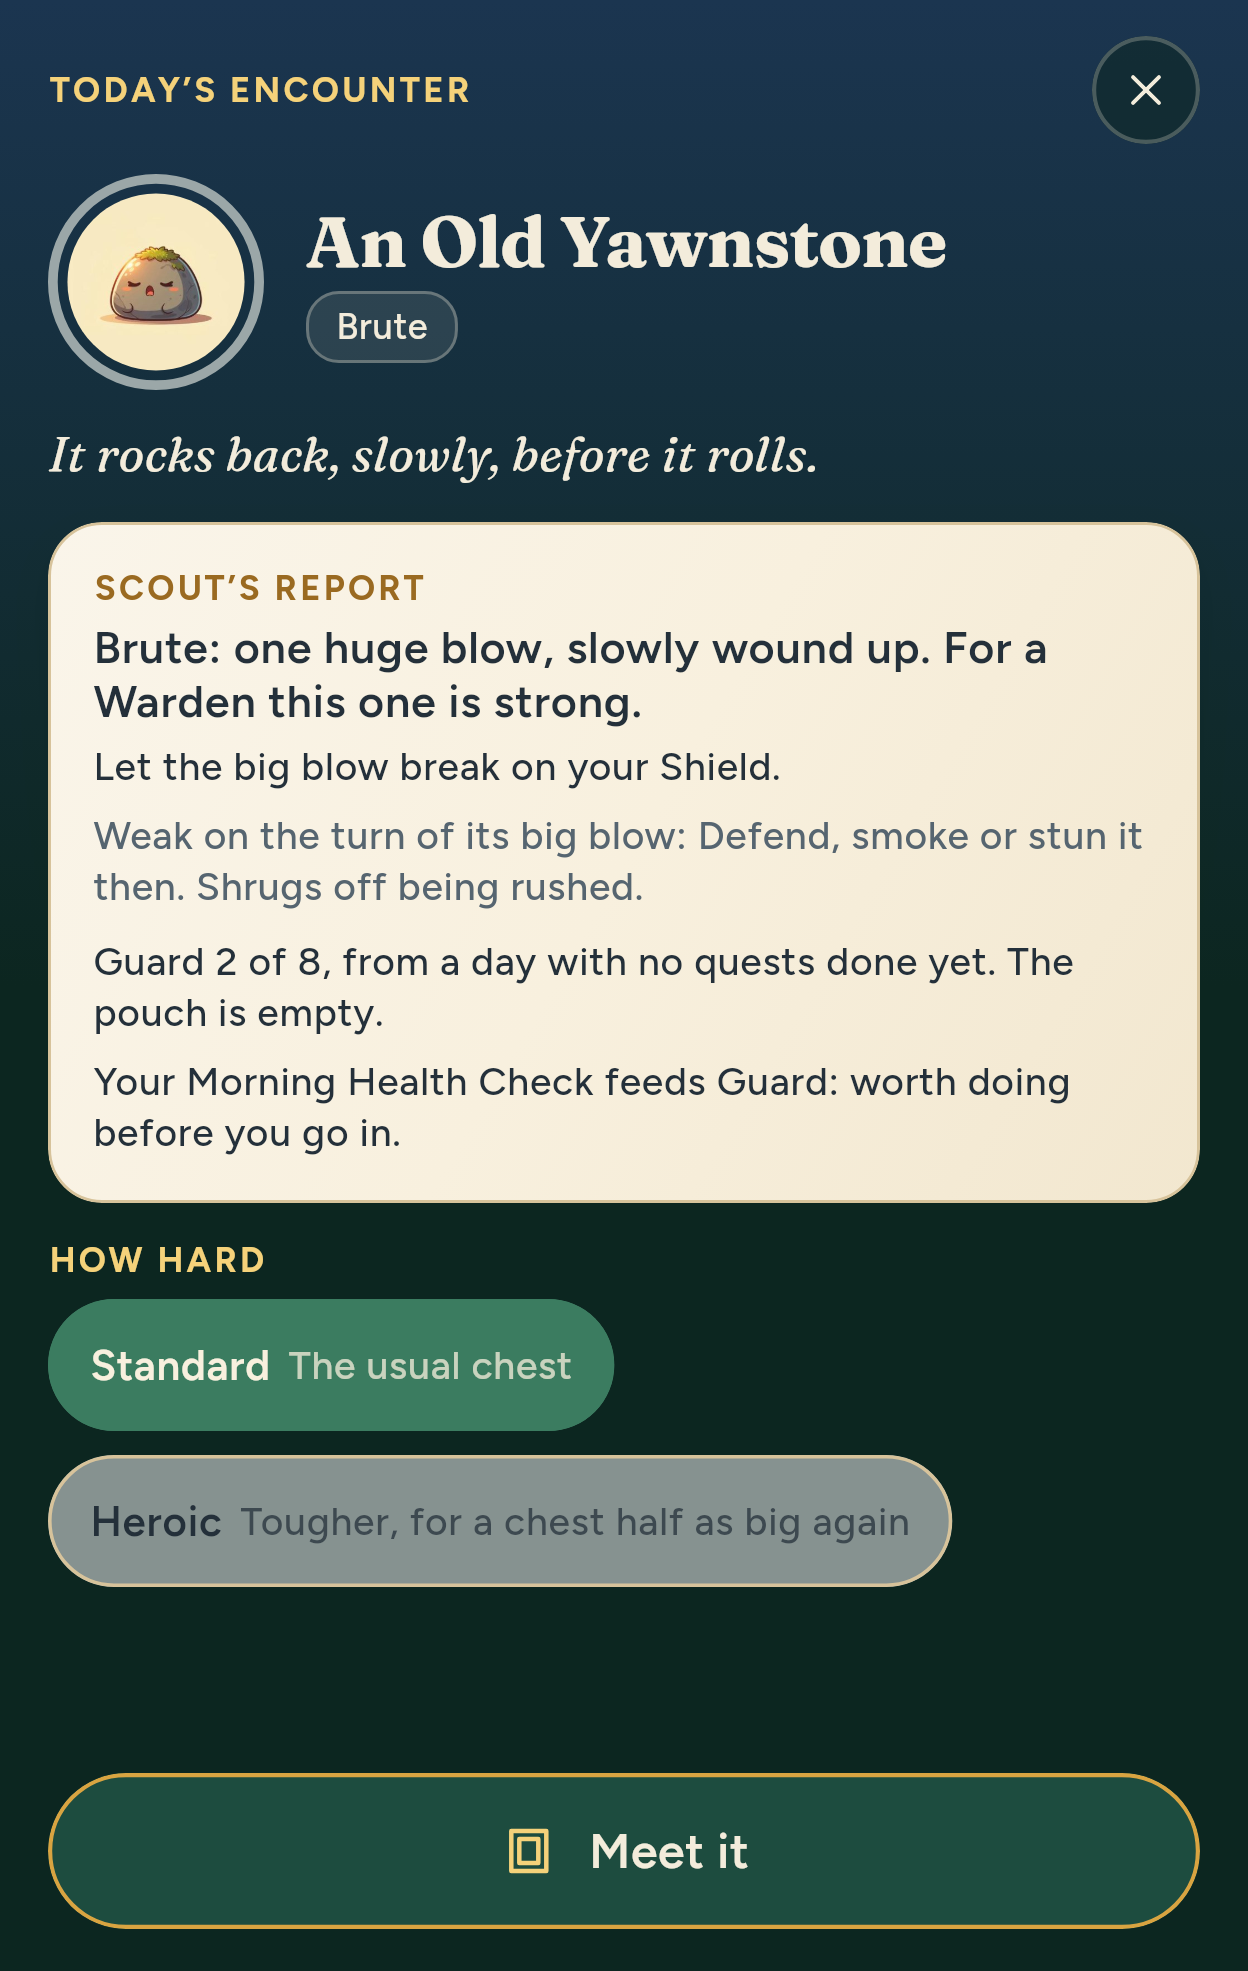 TODAY’S ENCOUNTER
An Old Yawnstone
Brute
It rocks back, slowly, before it rolls.
SCOUT’S REPORT
Brute: one huge blow, slowly wound up. For a
Warden this one is strong.
Let the big blow break on your Shield.
Weak on the turn of its big blow: Defend, smoke or stun it
then. Shrugs off being rushed.
Guard 2 of 8, from a day with no quests done yet. The
pouch is empty.
Your Morning Health Check feeds Guard: worth doing
before you go in.
HOW HARD
Standard The usual chest
Heroic Tougher, for a chest half as big again
Meet it